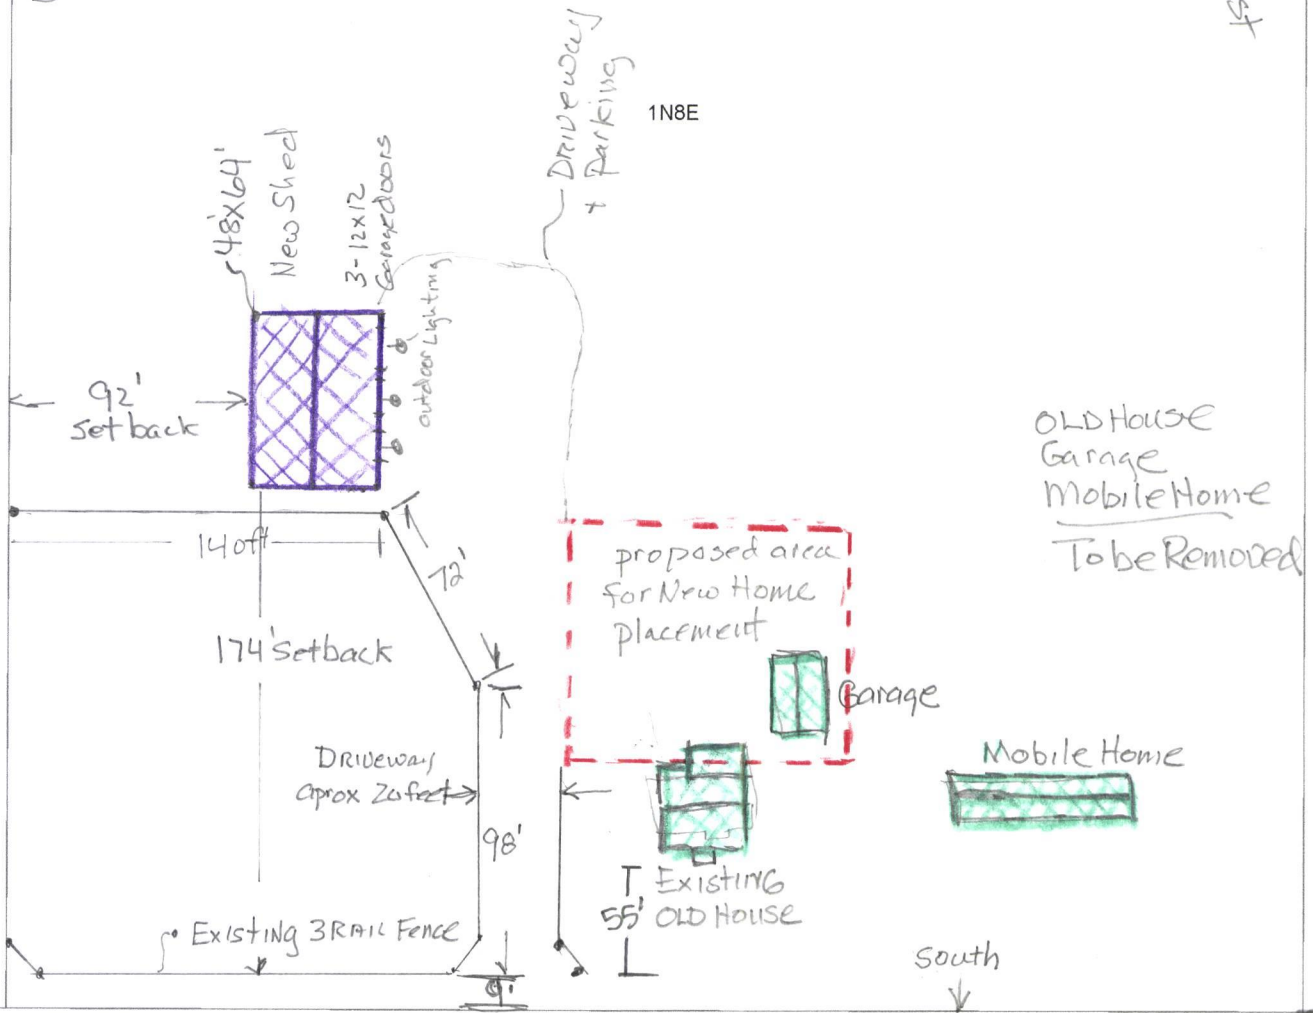 Driveway
+ Parking
1N8E
48'x64'
New Shed
3-12x12
Garage doors
outdoor Lighting
92'
setback
OLD House
Garage
Mobile Home
To be Removed
140ft
72'
proposed area
for New Home
placement
174' setback
Garage
Mobile Home
Driveway
aprox 20 feet
98'
Existing
55' OLD House
Existing 3 RAIL Fence
South
9'